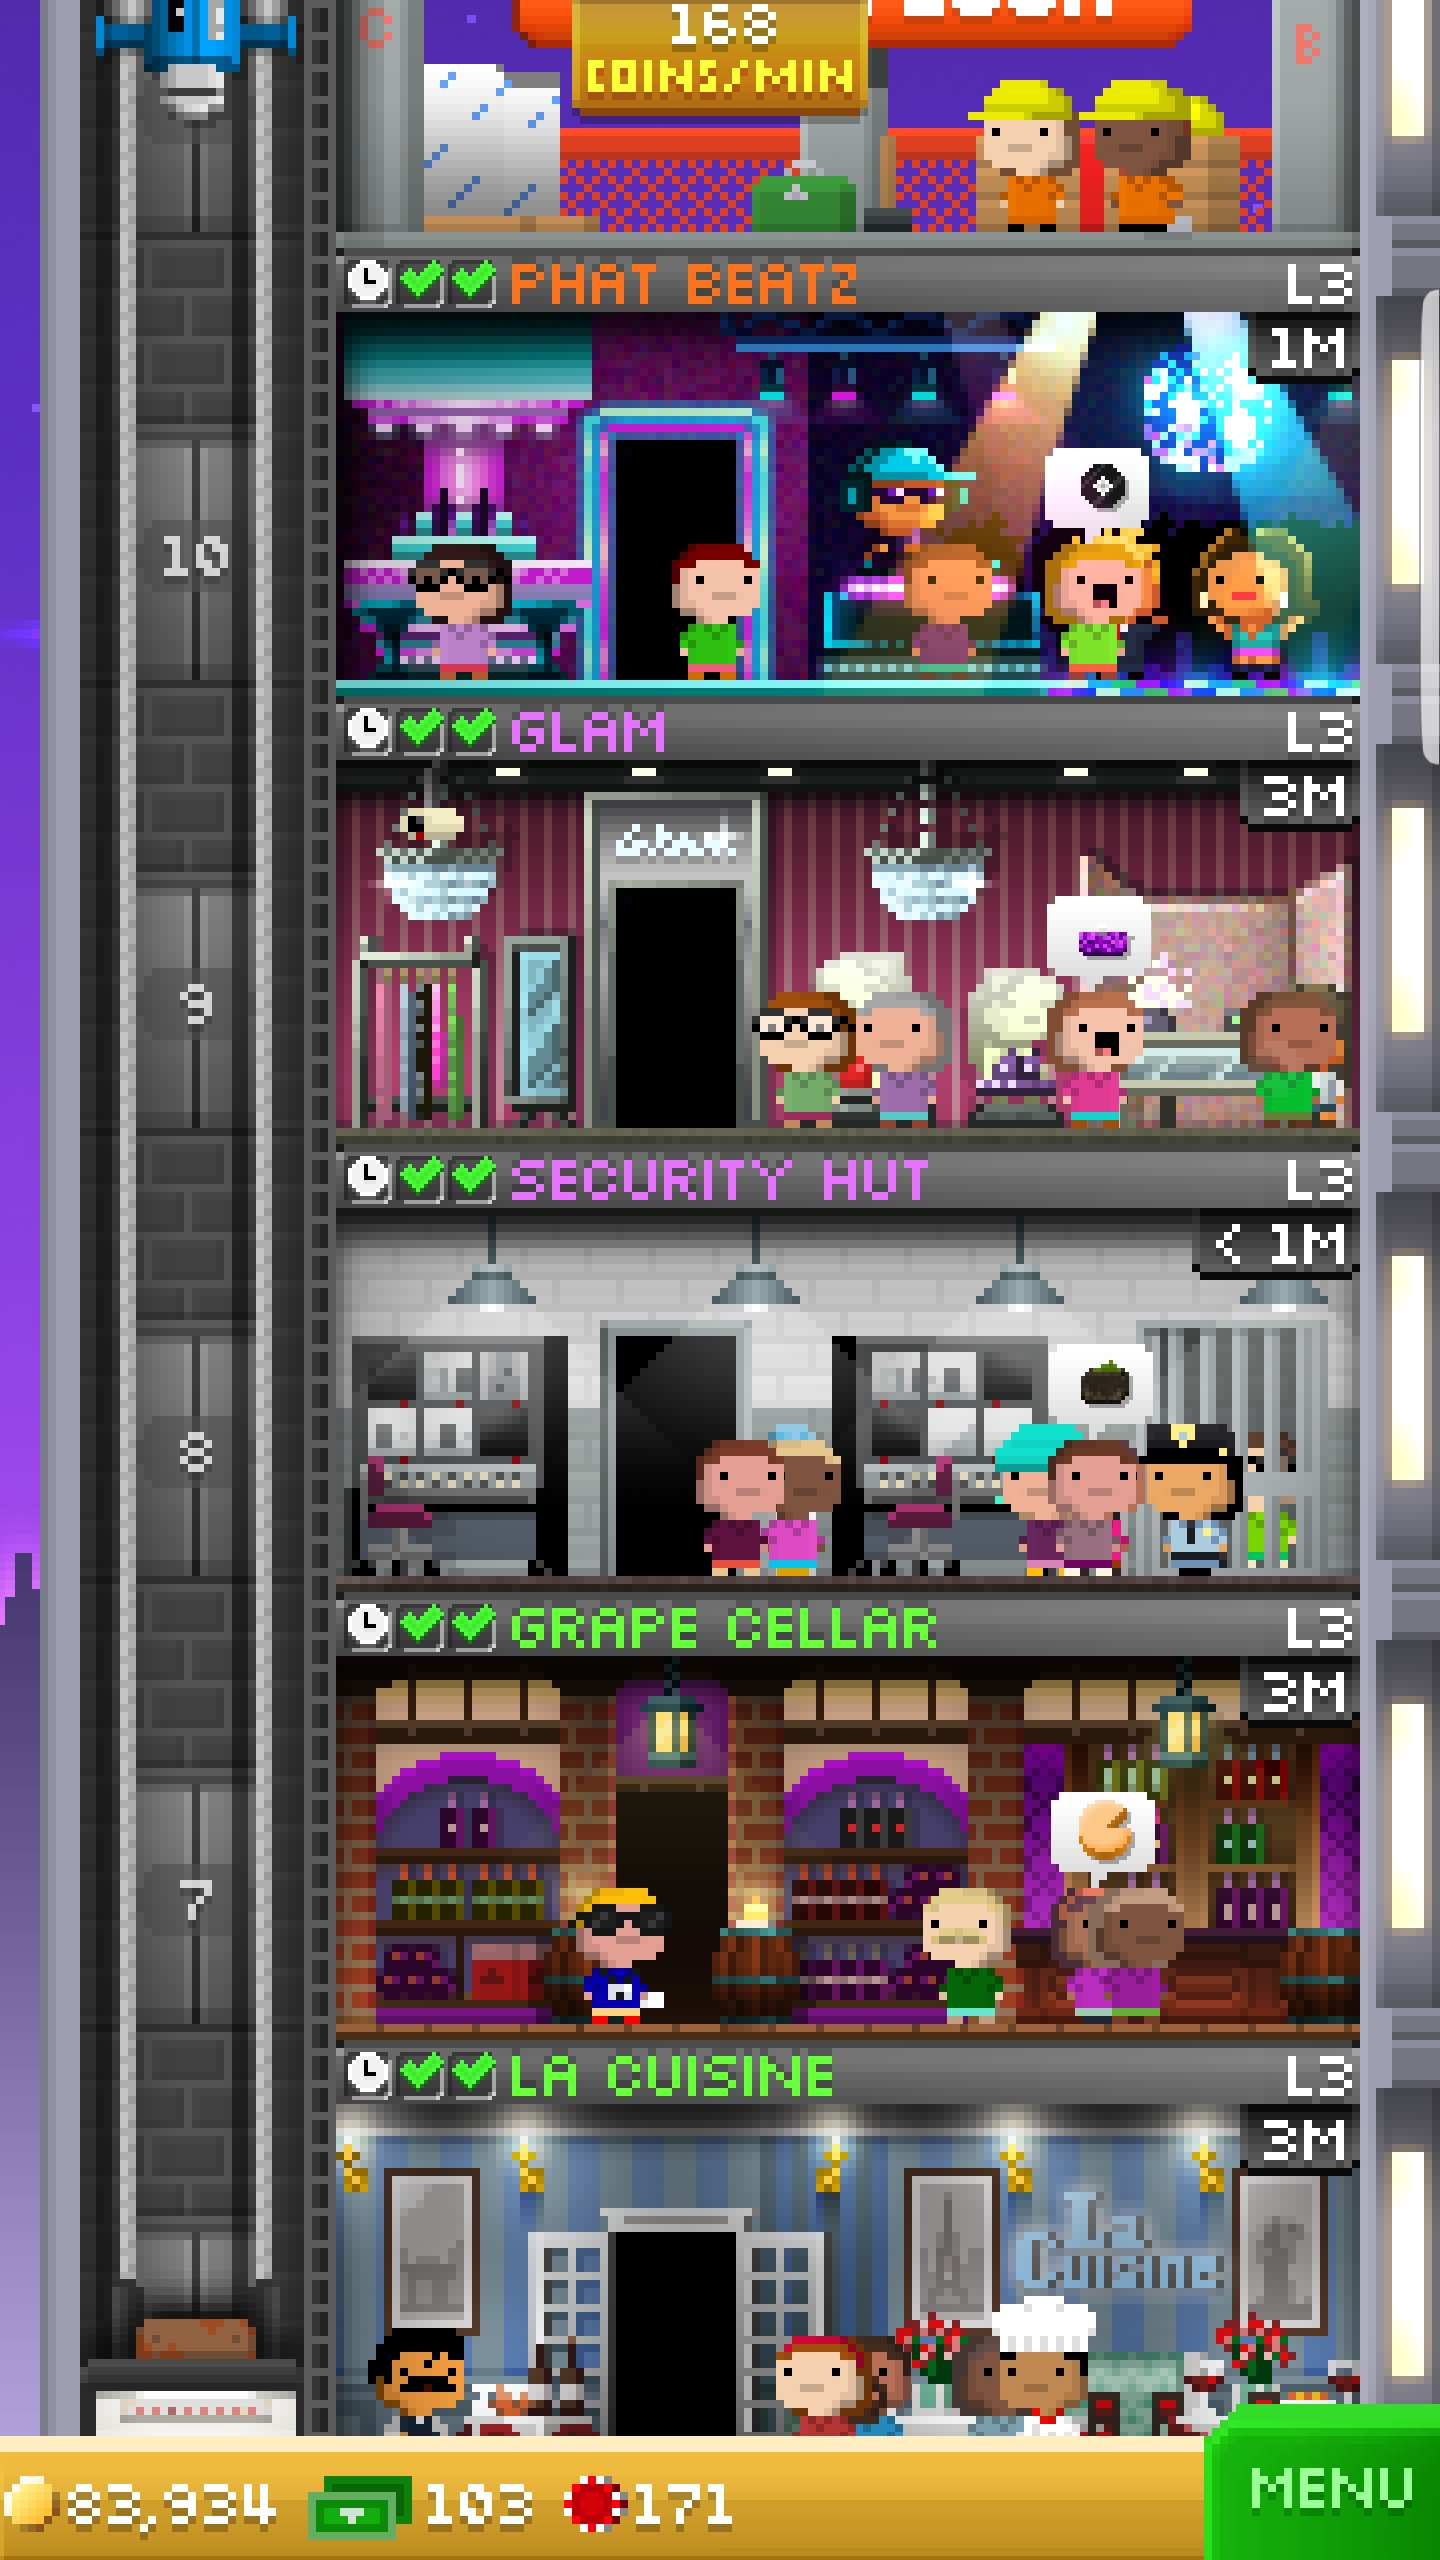 168
COINS/MIN
C
B
PHAT BEATZ
L3
1M
10
GLAM
L3
3M
Glam
9
SECURITY HUT
L3
< 1M
8
GRAPE CELLAR
L3
3M
7
LA CUISINE
L3
3M
La
Cuisine
83,934
103
171
MENU